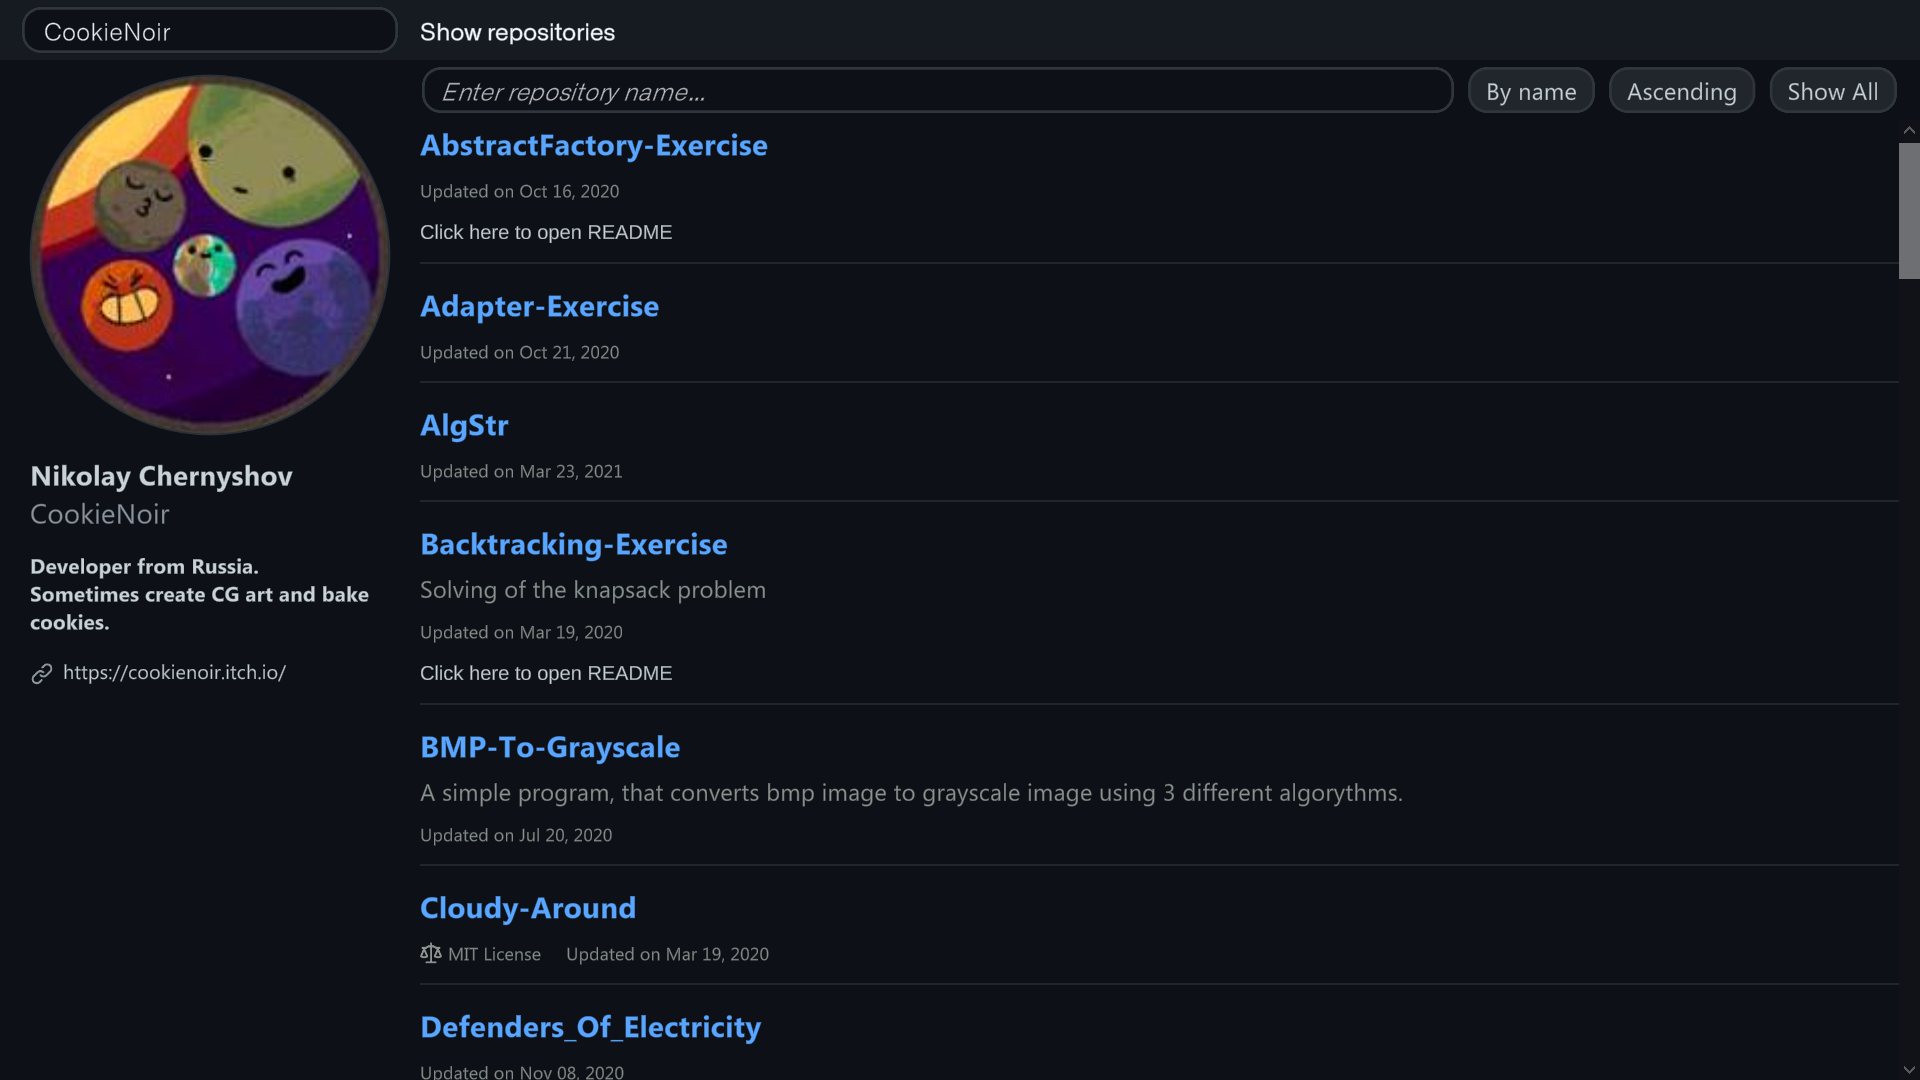 CookieNoir
Show repositories
Enter repository name...
By name
Ascending
Show All
Nikolay Chernyshov
CookieNoir
Developer from Russia.
Sometimes create CG art and bake
cookies.
https://cookienoir.itch.io/
AbstractFactory-Exercise
Updated on Oct 16, 2020
Click here to open README
Adapter-Exercise
Updated on Oct 21, 2020
AlgStr
Updated on Mar 23, 2021
Backtracking-Exercise
Solving of the knapsack problem
Updated on Mar 19, 2020
Click here to open README
BMP-To-Grayscale
A simple program, that converts bmp image to grayscale image using 3 different algorythms.
Updated on Jul 20, 2020
Cloudy-Around
MIT License Updated on Mar 19, 2020
Defenders_Of_Electricity
Updated on Nov 08, 2020